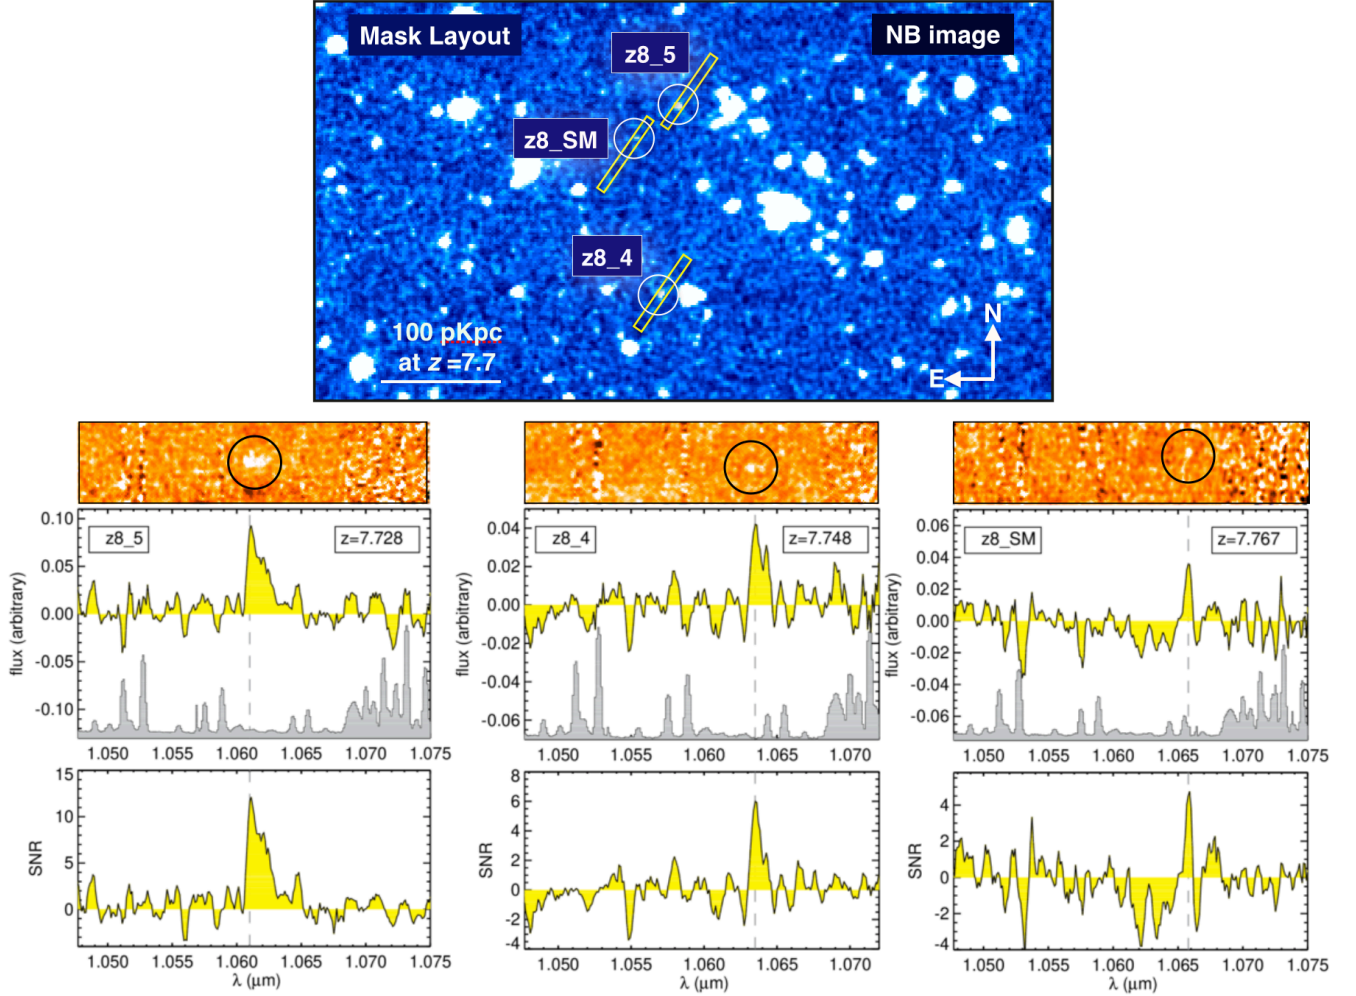 Mask Layout
NB image
z8_5
z8_SM
z8_4
100 pKpc
at z =7.7
N
E
z8_5
z=7.728
0.10
0.05
0.00
-0.05
-0.10
flux (arbitrary)
1.050 1.055 1.060 1.065 1.070 1.075
z8_4
z=7.748
0.04
0.02
0.00
-0.02
-0.04
-0.06
flux (arbitrary)
1.050 1.055 1.060 1.065 1.070
z8_SM
z=7.767
0.06
0.04
0.02
0.00
-0.02
-0.04
-0.06
flux (arbitrary)
1.050 1.055 1.060 1.065 1.070 1.075
15
10
5
0
SNR
1.050 1.055 1.060 1.065 1.070 1.075
λ (μm)
8
6
4
2
0
-2
-4
SNR
1.050 1.055 1.060 1.065 1.070
λ (μm)
4
2
0
-2
-4
SNR
1.050 1.055 1.060 1.065 1.070 1.075
λ (μm)